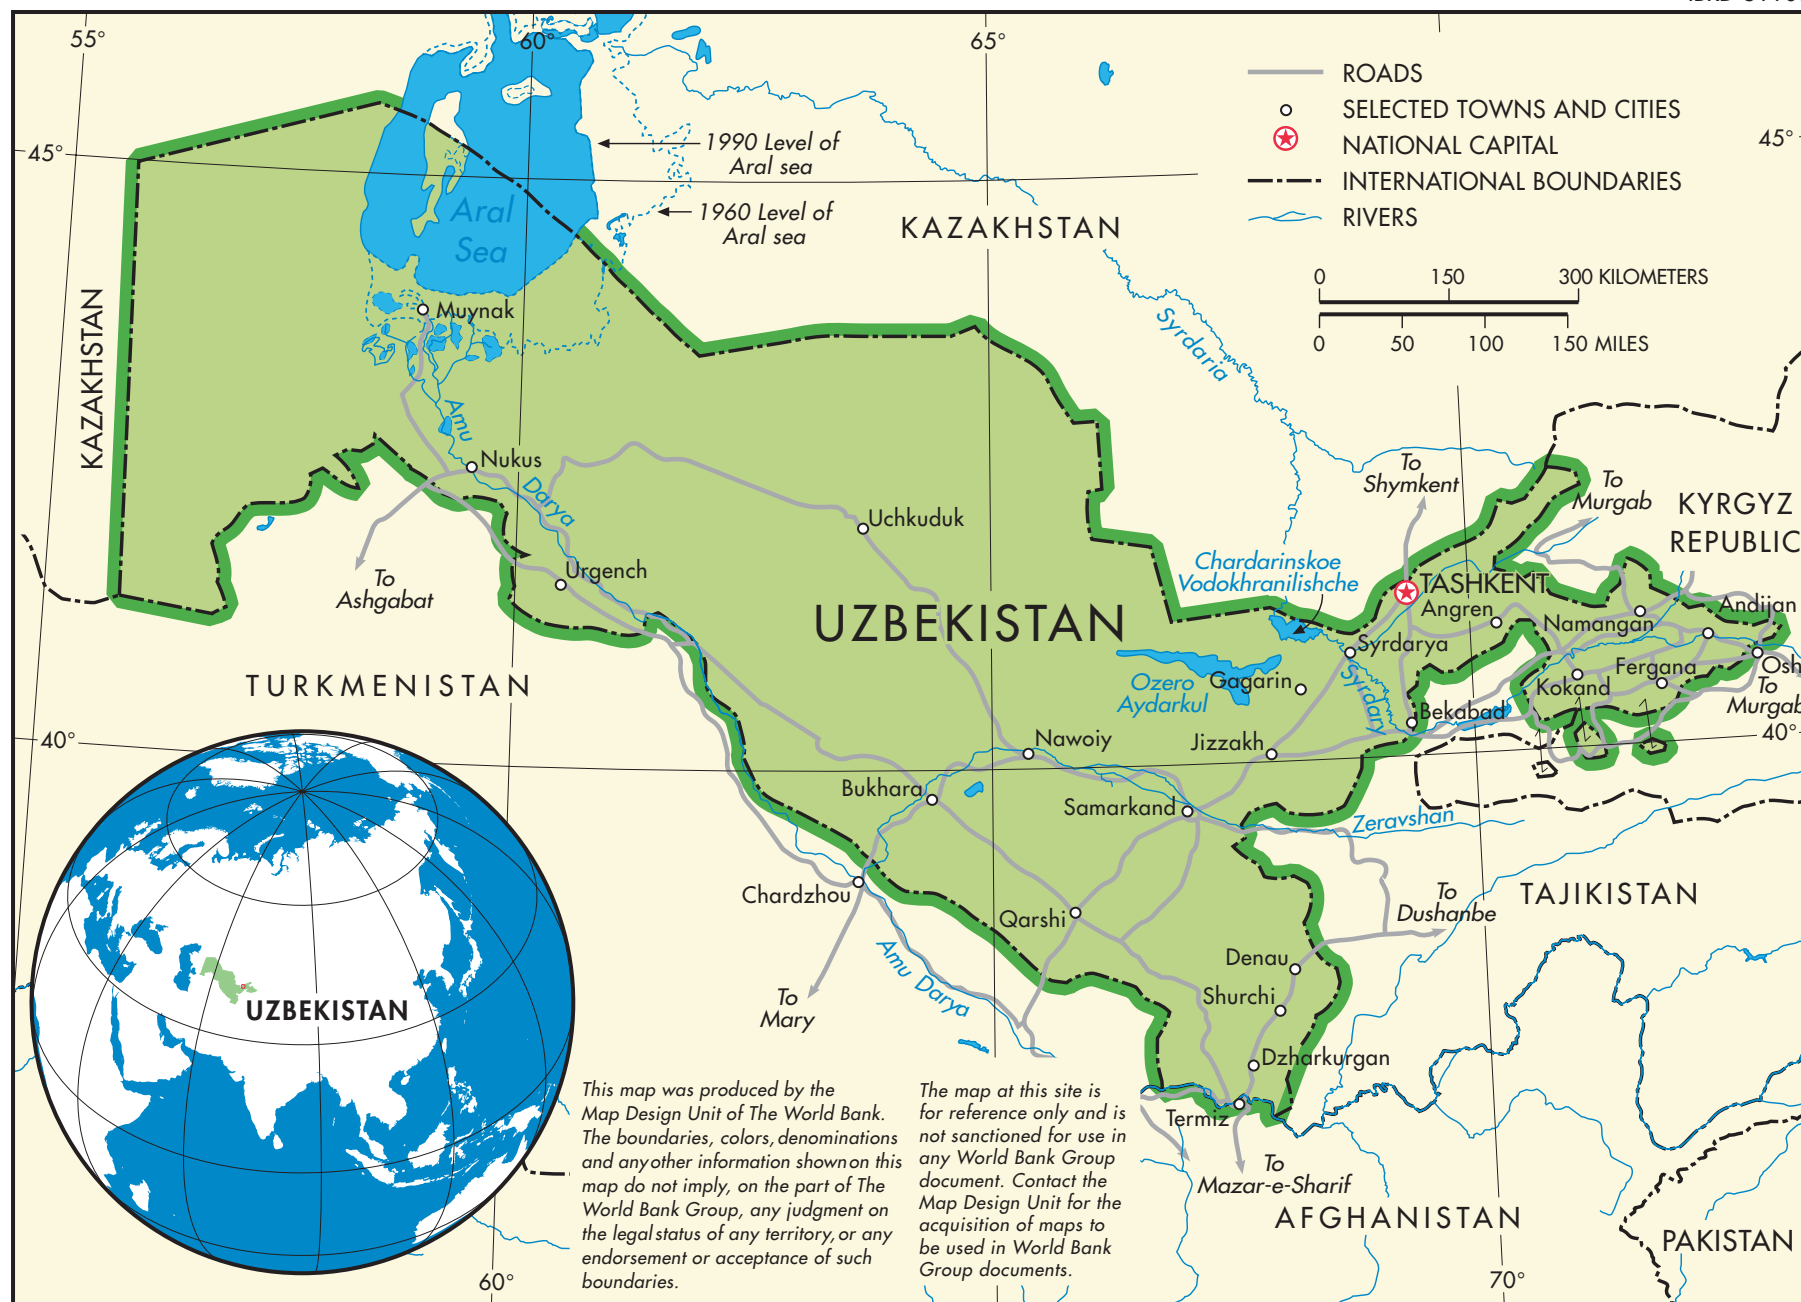 55°
60°
65°
ROADS
SELECTED TOWNS AND CITIES
NATIONAL CAPITAL
INTERNATIONAL BOUNDARIES
RIVERS
45°
45°
1990 Level of
Aral sea
1960 Level of
Aral sea
Aral
Sea
KAZAKHSTAN
KAZAKHSTAN
0 150 300 KILOMETERS
0 50 100 150 MILES
Syrdaria
Muynak
Amu
Darya
Nukus
To
Ashgabat
Urgench
Uchkuduk
UZBEKISTAN
To
Shymkent
To
Murgab
KYRGYZ
REPUBLIC
Chardarinskoe
Vodokhranilishche
TASHKENT
Angren
Namangan
Andijan
Syrdarya
Syrdary
Gagarin
Ozero
Aydarkul
Fergana
Kokand
Osh
To
Murgab
Bekabad
TURKMENISTAN
40°
40°
Nawoiy
Jizzakh
Bukhara
Samarkand
Zeravshan
Chardzhou
Qarshi
To
Dushanbe
TAJIKISTAN
Amu Darya
To
Mary
Denau
Shurchi
Dzharkurgan
Termiz
To
Mazar-e-Sharif
AFGHANISTAN
PAKISTAN
UZBEKISTAN
This map was produced by the
Map Design Unit of The World Bank.
The boundaries, colors, denominations
and any other information shown on this
map do not imply, on the part of The
World Bank Group, any judgment on
the legal status of any territory, or any
endorsement or acceptance of such
boundaries.
The map at this site is
for reference only and is
not sanctioned for use in
any World Bank Group
document. Contact the
Map Design Unit for the
acquisition of maps to
be used in World Bank
Group documents.
60°
70°